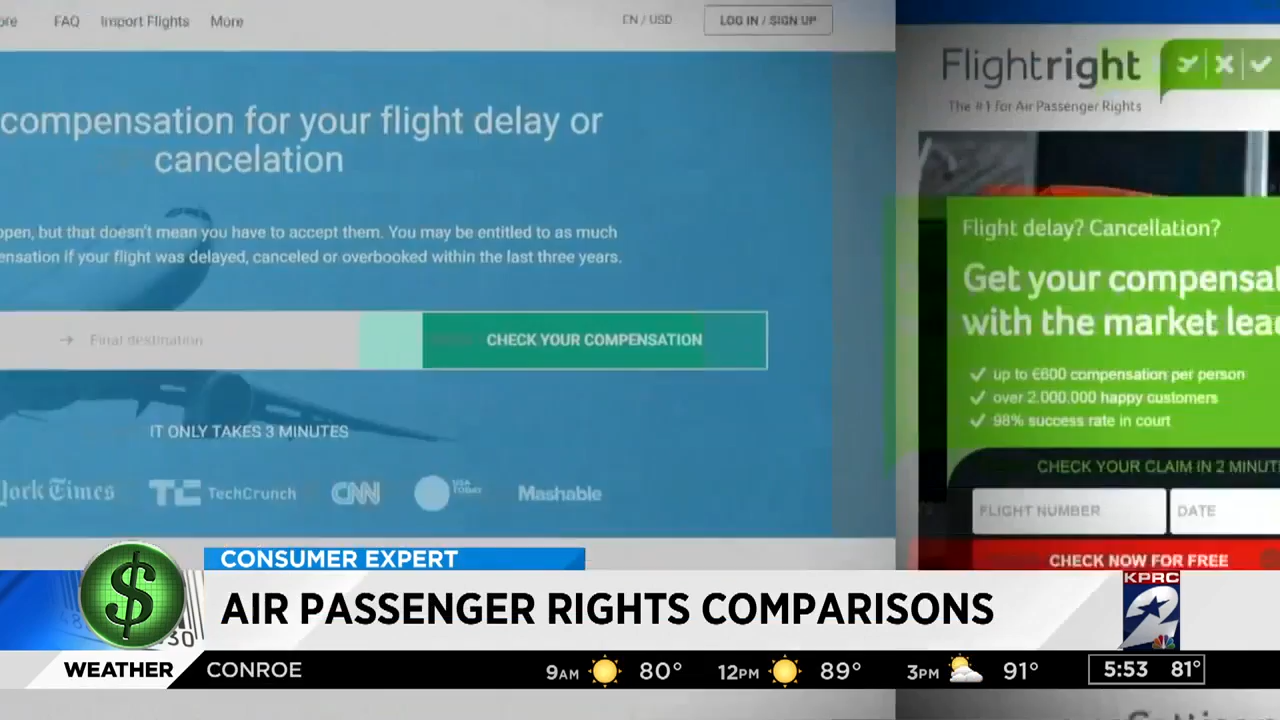 FAQ Import Flights More
EN / USD
LOG IN / SIGN UP
compensation for your flight delay or
cancelation
but that doesn't mean you have to accept them. You may be entitled to as much
if your flight was delayed, canceled or overbooked within the last three years.
Final destination
CHECK YOUR COMPENSATION
IT ONLY TAKES 3 MINUTES
Times
TechCrunch
CNN
USA TODAY
Mashable
Flightright
The #1 for Air Passenger Rights
Flight delay? Cancellation?
Get your
with the market
up to €600 compensation per person
over 2.000.000 happy customers
98% success rate in court
CHECK YOUR CLAIM IN 2
FLIGHT NUMBER
DATE
CHECK NOW FOR FREE
CONSUMER EXPERT
AIR PASSENGER RIGHTS COMPARISONS
KPRC
2
WEATHER
CONROE
9AM 80° 12PM 89° 3PM 91°
5:53 81°